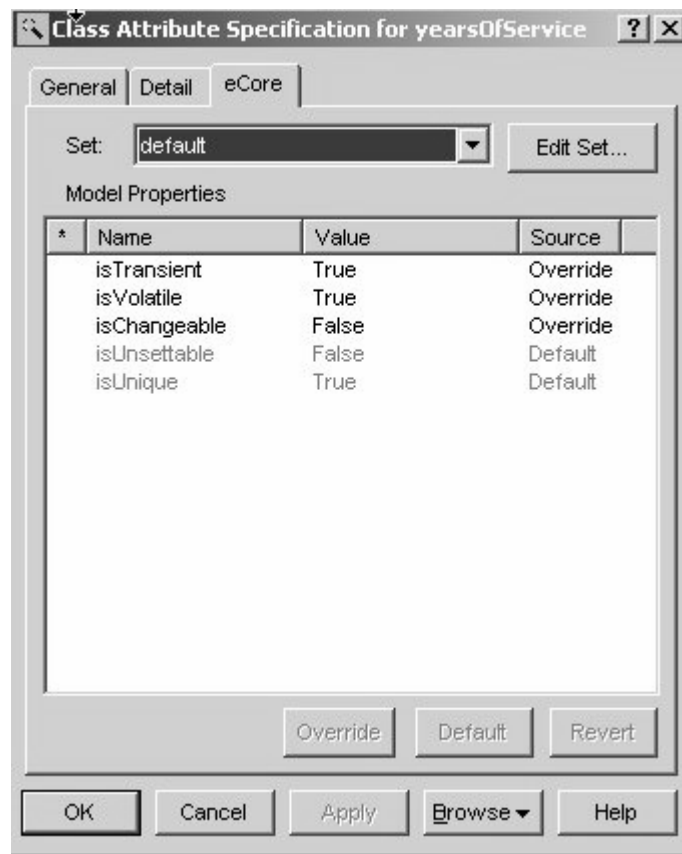 Class Attribute Specification for yearsOfService ? X
General Detail eCore
Set: default Edit Set...
Model Properties
* Name Value Source
isTransient True Override
isVolatile True Override
isChangeable False Override
isUnsettable False Default
isUnique True Default
Override Default Revert
OK Cancel Apply Browse Help